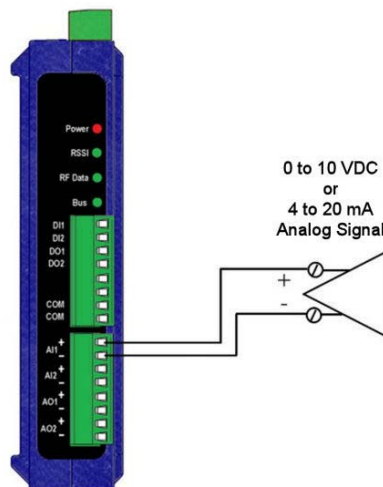 Power
RSSI
RF Data
Bus
DI1
DI2
DO1
DO2
COM
COM
+
AI1
−
+
AI2
−
+
AO1
−
+
AO2
−
0 to 10 VDC
or
4 to 20 mA
Analog Signal
+
-